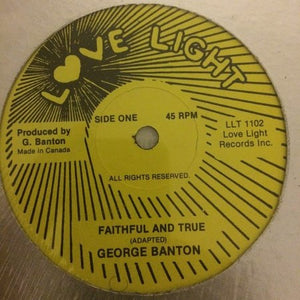 LOVE LIGHT
SIDE ONE
45 RPM
Produced by
G. Banton
Made in Canada
LLT 1102
Love Light
Records Inc.
ALL RIGHTS RESERVED
FAITHFUL AND TRUE
(ADAPTED)
GEORGE BANTON